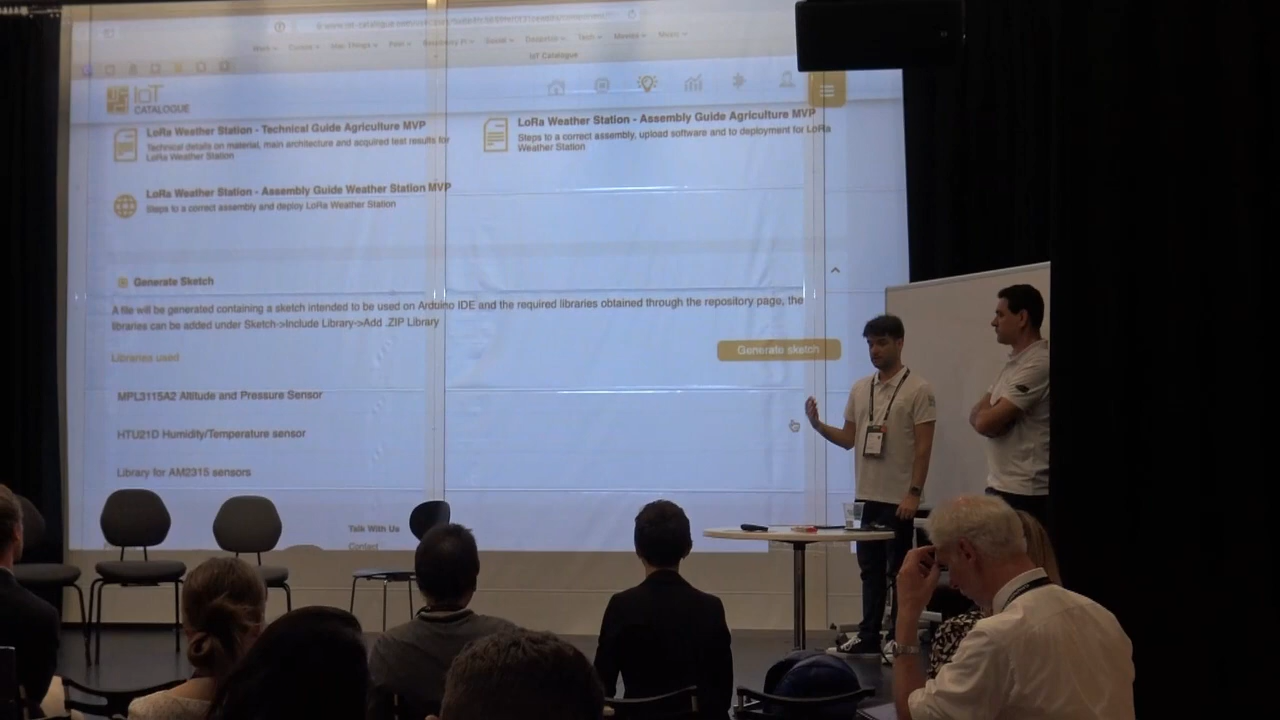 IoT Catalogue
IoT
CATALOGUE
LoRa Weather Station - Technical Guide Agriculture MVP
Technical details on material, main architecture and acquired test results for
LoRa Weather Station
LoRa Weather Station - Assembly Guide Agriculture MVP
Steps to a correct assembly, upload software and to deployment for LoRa
Weather Station
LoRa Weather Station - Assembly Guide Weather Station MVP
Steps to a correct assembly and deploy LoRa Weather Station
Generate Sketch
A file will be generated containing a sketch intended to be used on Arduino IDE and the required libraries obtained through the repository page, the
libraries can be added under Sketch->Include Library->Add .ZIP Library
Libraries used
Generate sketch
MPL3115A2 Altitude and Pressure Sensor
HTU21D Humidity/Temperature sensor
Library for AM2315 sensors
Talk With Us
Contact